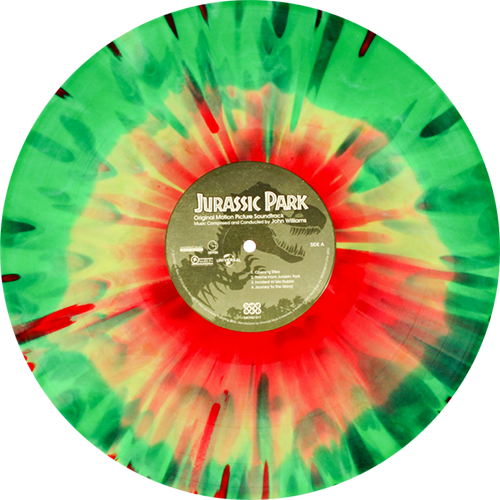 JURASSIC PARK
Original Motion Picture Soundtrack
Music Composed and Conducted by John Williams
SIDE A
UNIVERSAL
1. Opening Titles
2. Theme from Jurassic Park
3. Incident at Isla Nublar
4. Journey to the Island